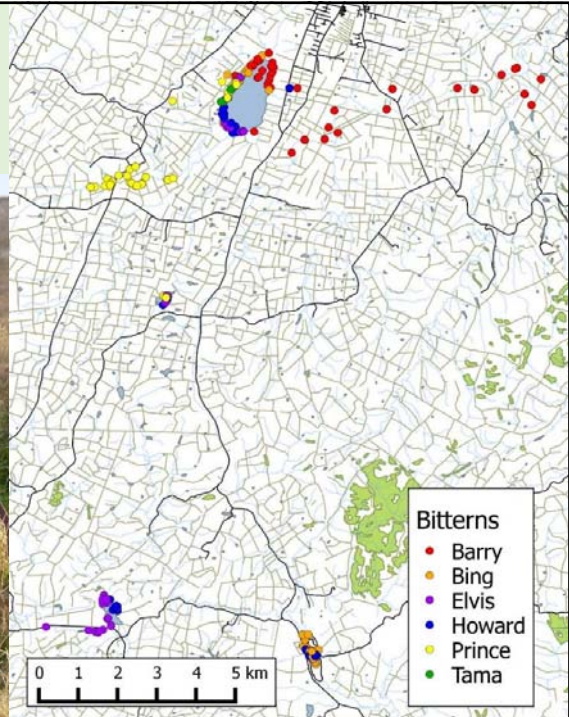 Bitterns
Barry
Bing
Elvis
Howard
Prince
Tama
0 1 2 3 4 5 km